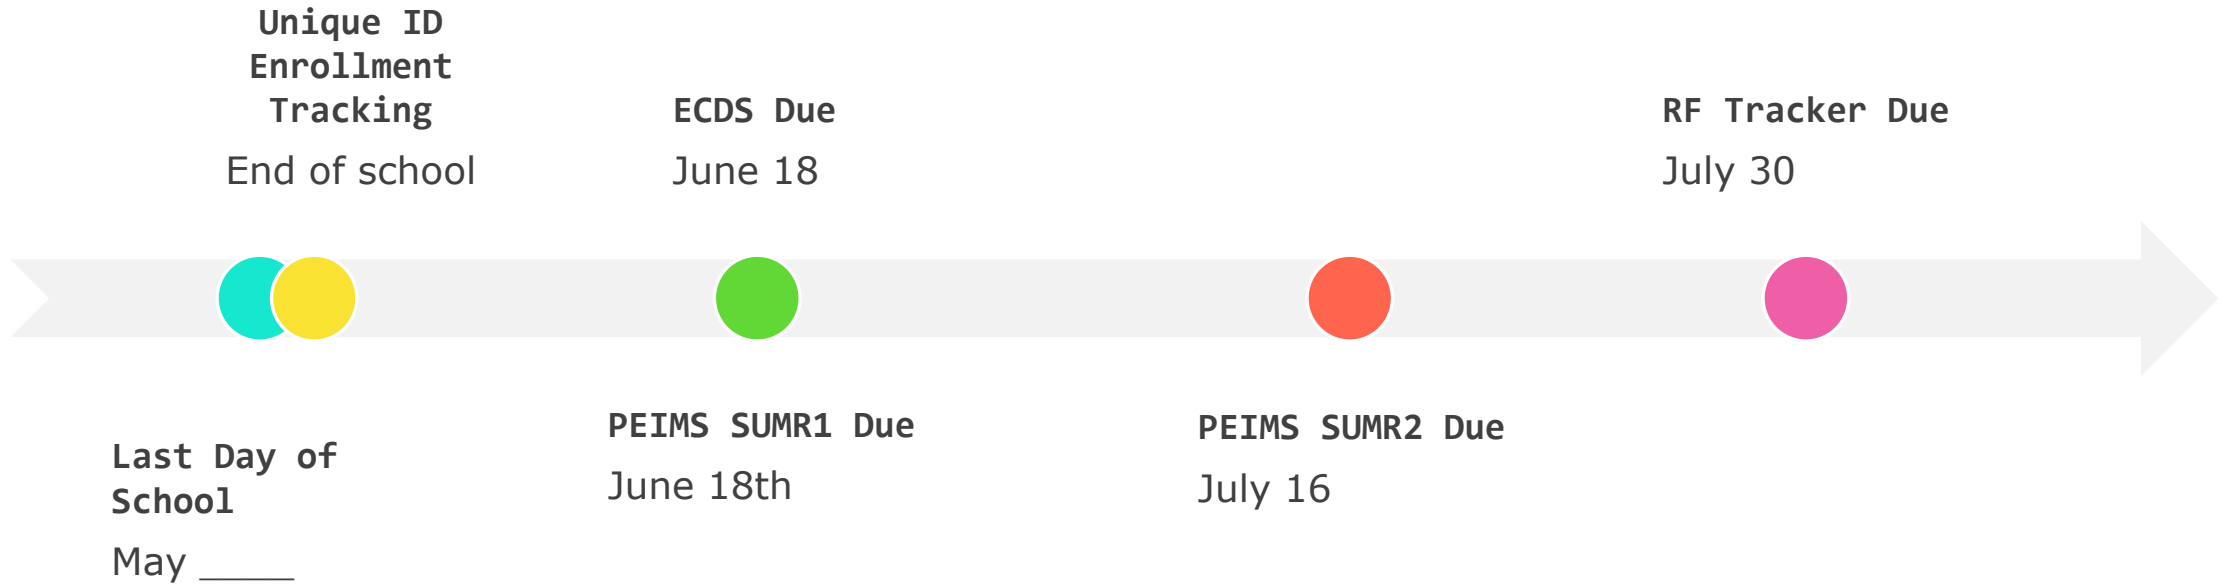 Unique ID
Enrollment
Tracking
End of school
ECDS Due
June 18
RF Tracker Due
July 30
Last Day of
School
May ____
PEIMS SUMR1 Due
June 18th
PEIMS SUMR2 Due
July 16